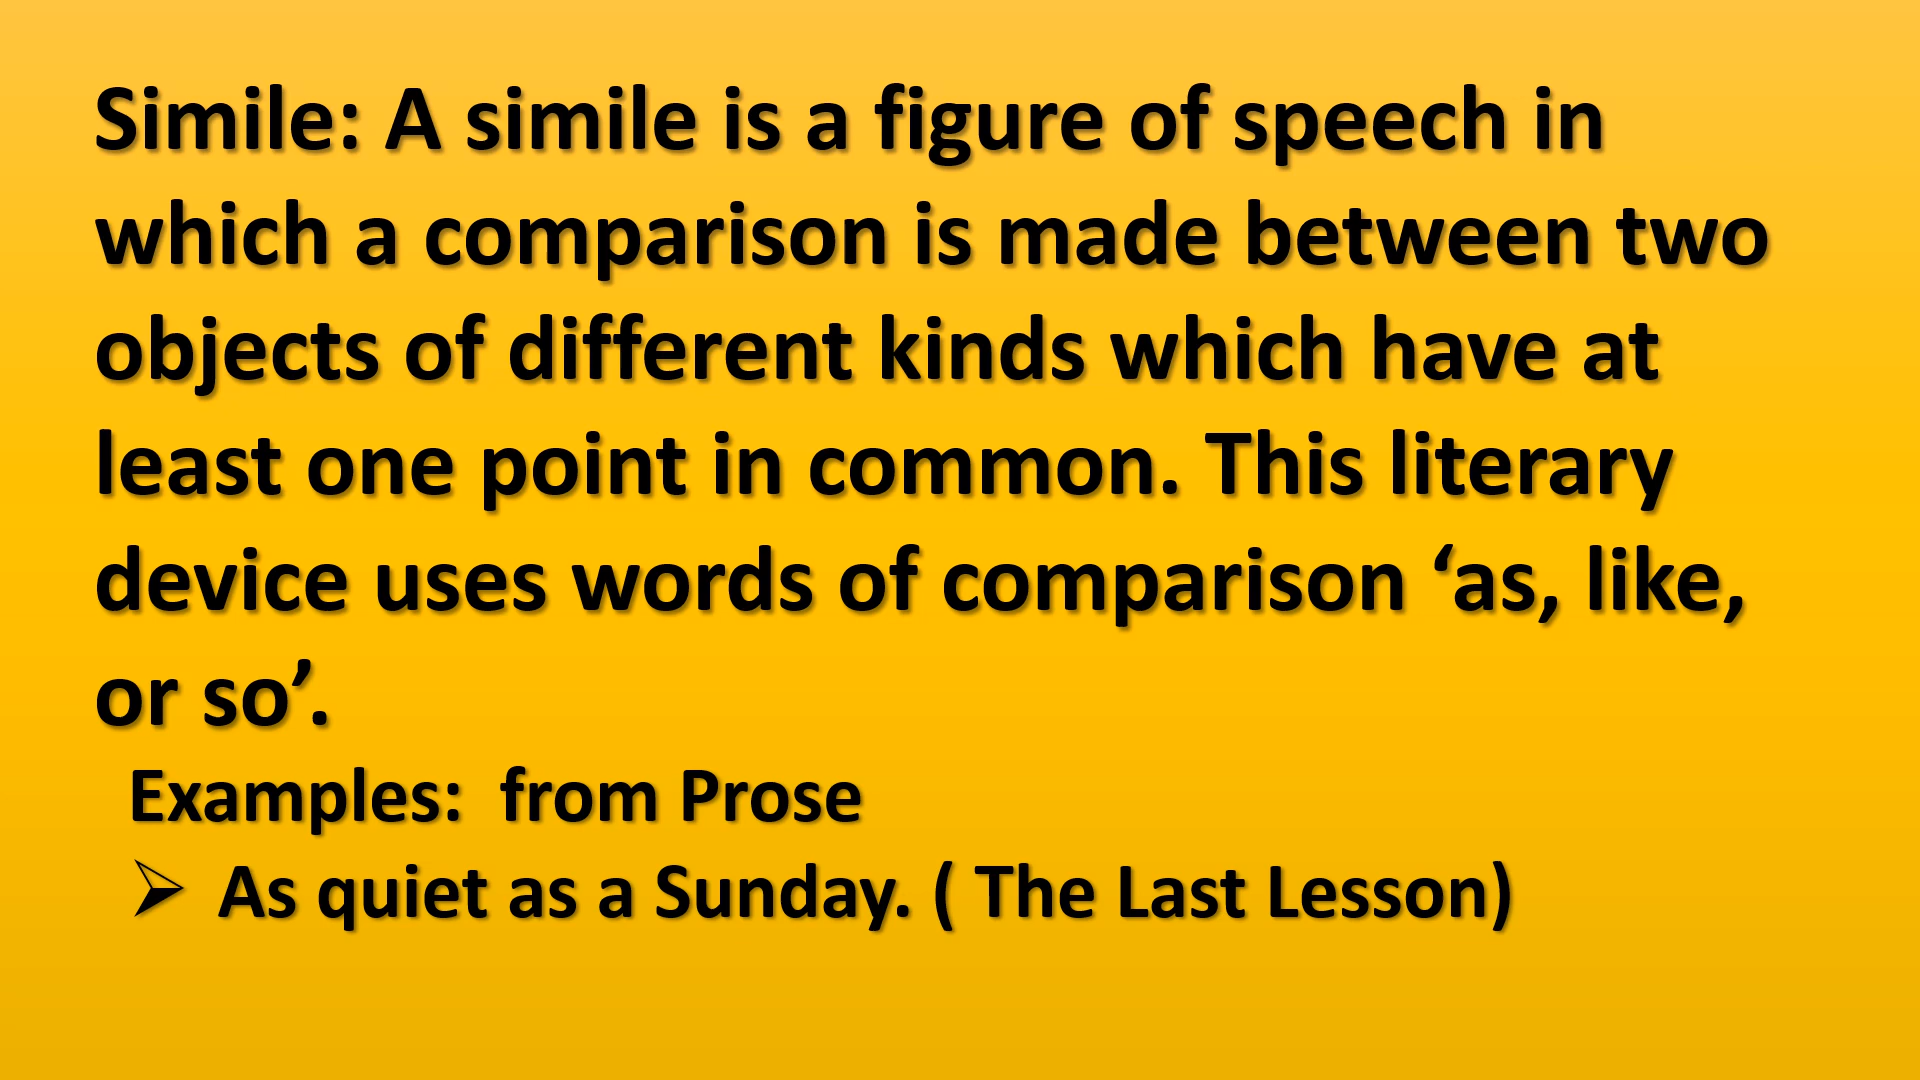 Simile: A simile is a figure of speech in
which a comparison is made between two
objects of different kinds which have at
least one point in common. This literary
device uses words of comparison ‘as, like,
or so’.
Examples:  from Prose
➢ As quiet as a Sunday. ( The Last Lesson)